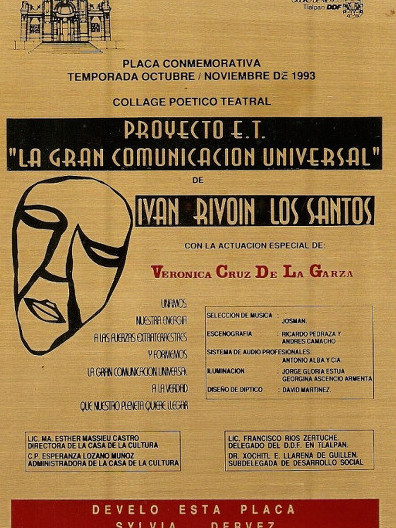 Tlalpan DDF
PLACA CONMEMORATIVA
TEMPORADA OCTUBRE / NOVIEMBRE DE 1993
COLLAGE POETICO TEATRAL
PROYECTO E.T.
"LA GRAN COMUNICACION UNIVERSAL"
DE
IVAN RIVOIN LOS SANTOS
CON LA ACTUACION ESPECIAL DE:
VERONICA CRUZ DE LA GARZA
UNAMOS
NUESTRA ENERGIA
A LAS FUERZAS EXTRATERRESTRES
Y FORMEMOS
LA GRAN COMUNICACION UNIVERSAL
A LA VERDAD
QUE NUESTRO PLANETA QUIERE LLEGAR
SELECCION DE MUSICA : JOSMAN.
ESCENOGRAFIA : RICARDO PEDRAZA Y
ANDRES CAMACHO
SISTEMA DE AUDIO PROFESIONALES:
ANTONIO ALBA Y CIA
ILUMINACION : JORGE GLORIA ESTUA
GEORGINA ASCENCIO ARMENTA
DISEÑO DE DIPTICO : DAVID MARTINEZ.
LIC. MA. ESTHER MASSIEU CASTRO
DIRECTORA DE LA CASA DE LA CULTURA
C.P. ESPERANZA LOZANO MUNOZ
ADMINISTRADORA DE LA CASA DE LA CULTURA
LIC. FRANCISCO RIOS ZERTUCHE.
DELEGADO DEL D.D.F. EN TLALPAN.
DR. XOCHITL E. LLARENA DE GUILLEN.
SUBDELEGADA DE DESARROLLO SOCIAL
DEVELO ESTA PLACA
SYLVIA DERVEZ